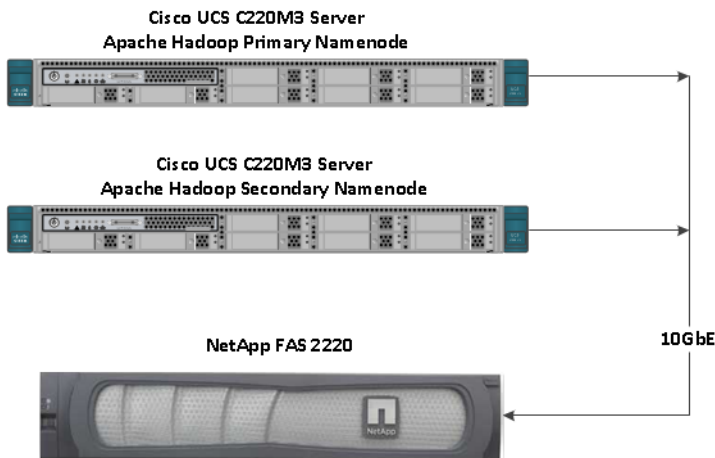 Cisco UCS C220M3 Server
Apache Hadoop Primary Namenode
Cisco UCS C220M3 Server
Apache Hadoop Secondary Namenode
10GbE
NetApp FAS 2220
NetApp